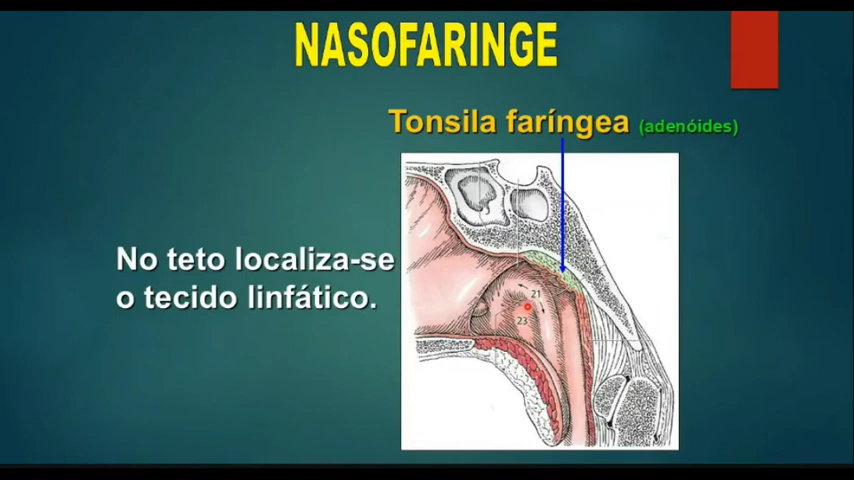 NASOFARINGE
Tonsila faríngea (adenóides)
No teto localiza-se
o tecido linfático.
21
23